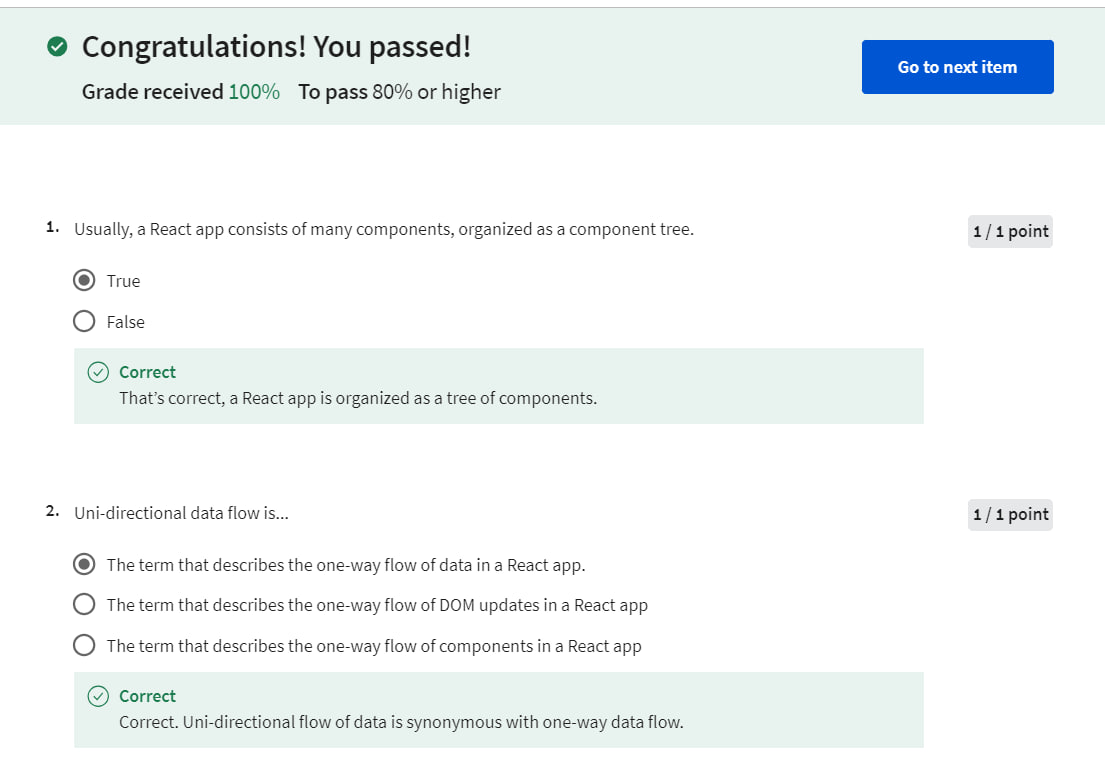 Congratulations! You passed!
Go to next item
Grade received 100% To pass 80% or higher
1. Usually, a React app consists of many components, organized as a component tree.
1 / 1 point
True
False
Correct
That’s correct, a React app is organized as a tree of components.
2. Uni-directional data flow is...
1 / 1 point
The term that describes the one-way flow of data in a React app.
The term that describes the one-way flow of DOM updates in a React app
The term that describes the one-way flow of components in a React app
Correct
Correct. Uni-directional flow of data is synonymous with one-way data flow.